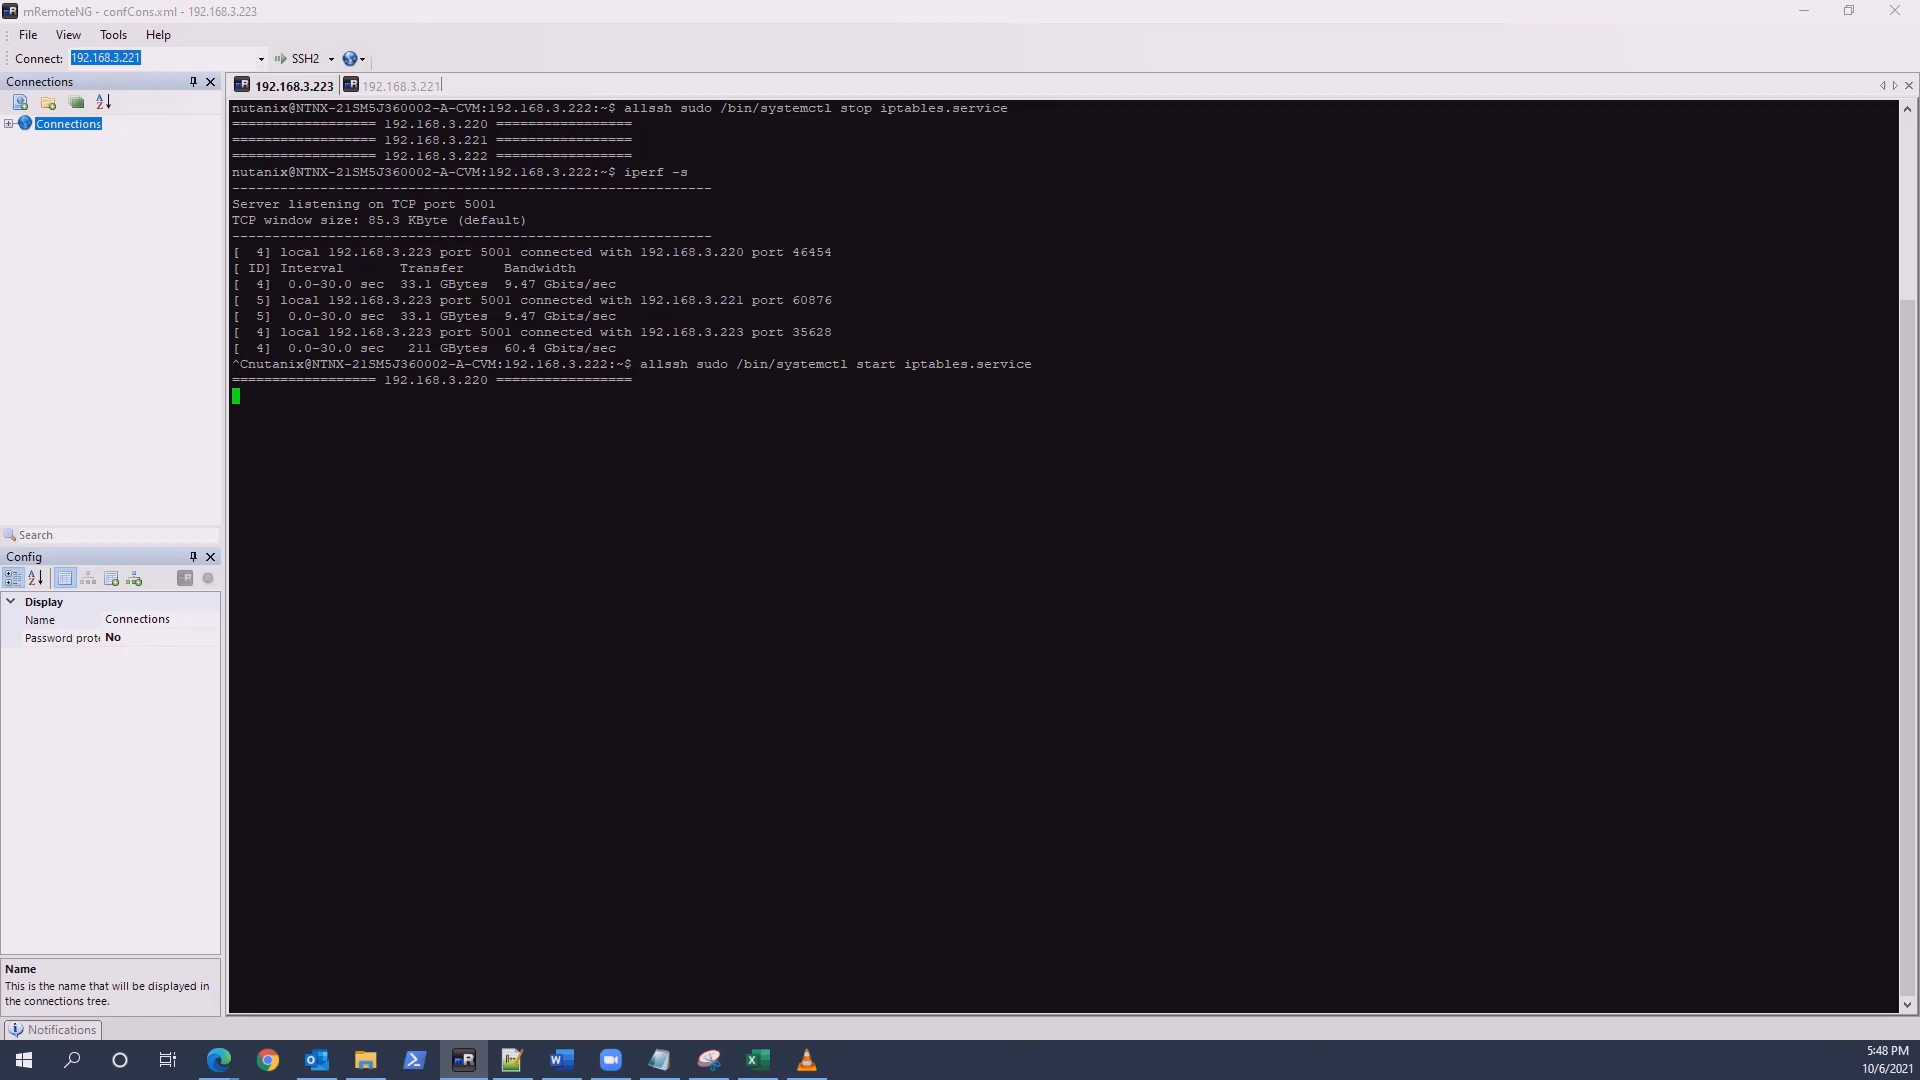 mRemoteNG - confCons.xml - 192.168.3.223
File View Tools Help
Connect: 192.168.3.221 SSH2
Connections
192.168.3.223 192.168.3.221
Connections
nutanix@NTNX-21SM5J360002-A-CVM:192.168.3.222:~$ allssh sudo /bin/systemctl stop iptables.service
================== 192.168.3.220 =================
================== 192.168.3.221 =================
================== 192.168.3.222 =================
nutanix@NTNX-21SM5J360002-A-CVM:192.168.3.222:~$ iperf -s
------------------------------------------------------------
Server listening on TCP port 5001
TCP window size: 85.3 KByte (default)
------------------------------------------------------------
[  4] local 192.168.3.223 port 5001 connected with 192.168.3.220 port 46454
[ ID] Interval       Transfer     Bandwidth
[  4]  0.0-30.0 sec  33.1 GBytes  9.47 Gbits/sec
[  5] local 192.168.3.223 port 5001 connected with 192.168.3.221 port 60876
[  5]  0.0-30.0 sec  33.1 GBytes  9.47 Gbits/sec
[  4] local 192.168.3.223 port 5001 connected with 192.168.3.223 port 35628
[  4]  0.0-30.0 sec   211 GBytes  60.4 Gbits/sec
^Cnutanix@NTNX-21SM5J360002-A-CVM:192.168.3.222:~$ allssh sudo /bin/systemctl start iptables.service
================== 192.168.3.220 =================
Search
Config
Display
Name Connections
Password prote No
Name
This is the name that will be displayed in
the connections tree.
Notifications
5:48 PM
10/6/2021